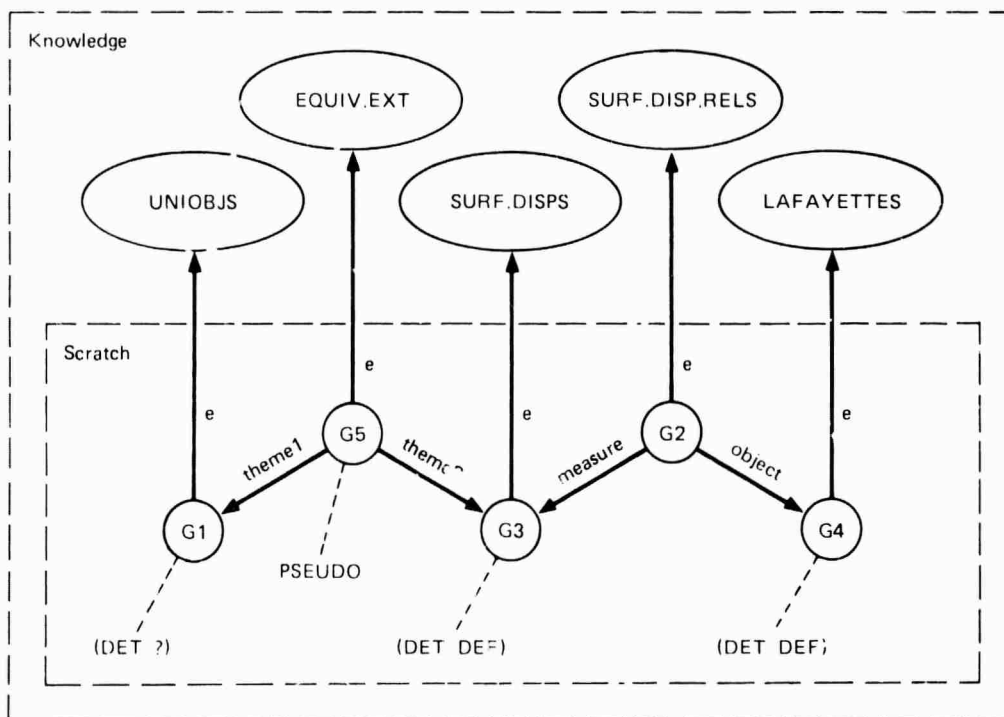 Knowledge
EQUIV.EXT
SURF.DISP.RELS
UNIOBJS
SURF.DISPS
LAFAYETTES
Scratch
e
e
e
e
e
G5
G2
theme1
measure
object
G1
G3
G4
PSEUDO
(DET ?)
(DET DEF)
(DET DEF)